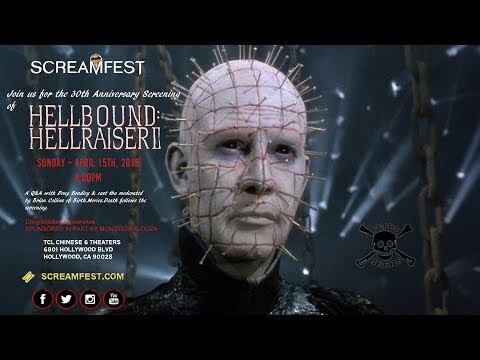 SCREAMFEST
Join us for the 30th Anniversary Screening
of
HELLBOUND:
HELLRAISER II
SUNDAY - APRIL 15TH, 2018
A Q&A with Doug Bradley & cast the moderated
by Brian Collins of Birth.Movies.Death follows the
screening.
Doug Bradley appearance
SPONSORED IN PART BY MONSTERPALOOZA
TCL CHINESE 6 THEATERS
6801 HOLLYWOOD BLVD
HOLLYWOOD, CA 90028
SCREAMFEST.COM
You
Tube